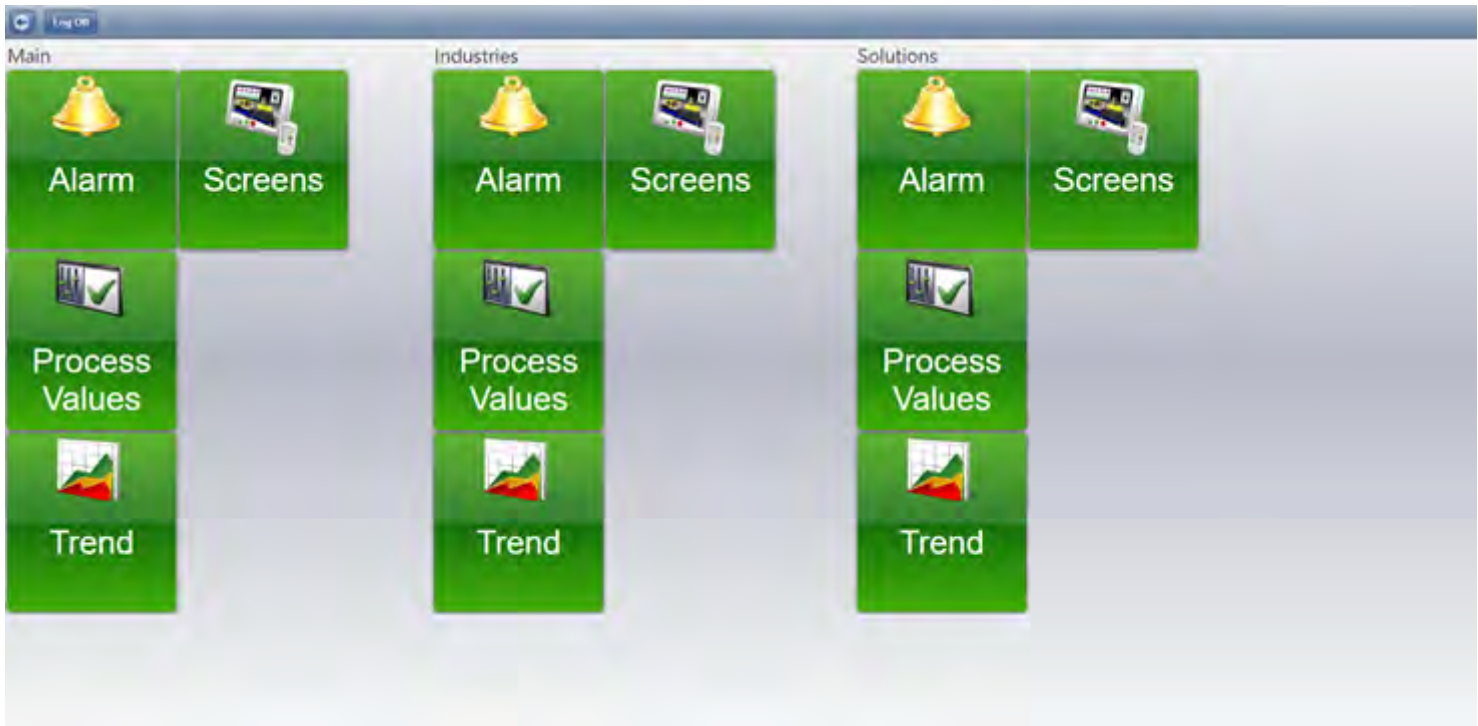 Log Off
Main
Industries
Solutions
Alarm
Screens
Alarm
Screens
Alarm
Screens
Process
Values
Process
Values
Process
Values
Trend
Trend
Trend